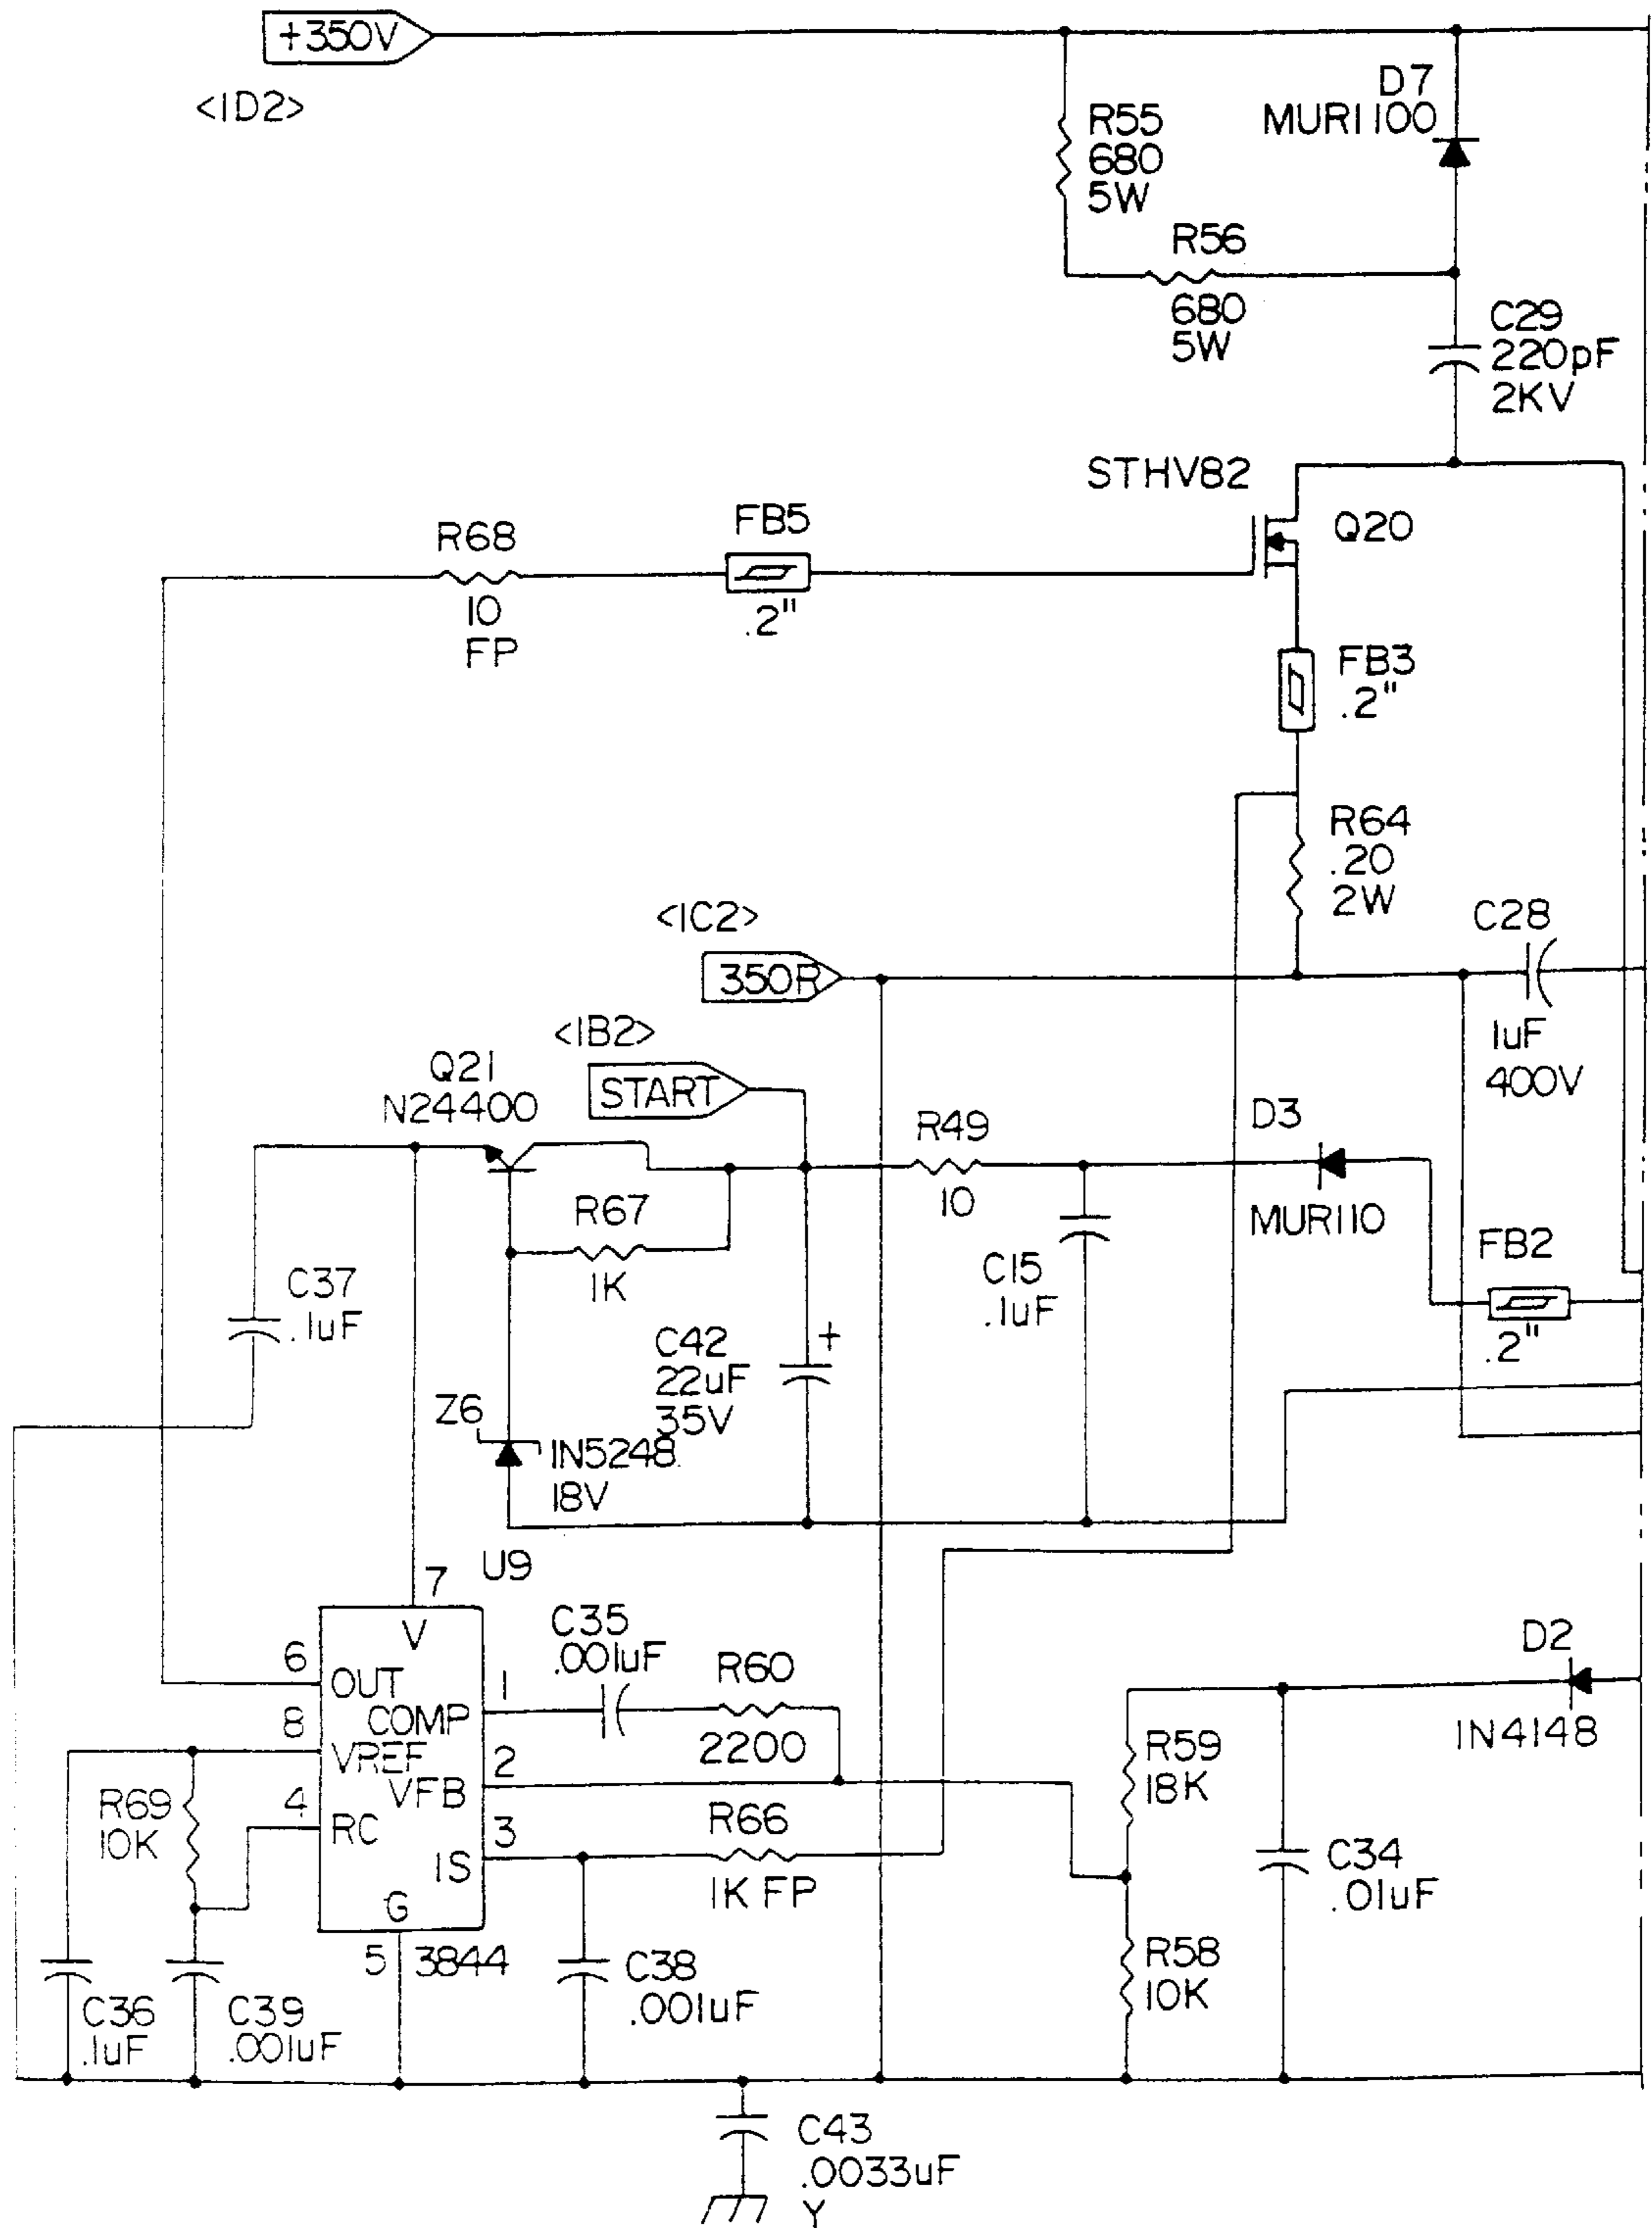 +350V
<1D2>
D7
MUR1100
R55
680
5W
R56
680
5W
C29
220pF
2KV
STHV82
Q20
R68
10
FP
FB5
.2"
FB3
.2"
R64
.20
2W
<1C2>
350R
C28
1uF
400V
<1B2>
START
Q21
N24400
R49
10
D3
MUR110
R67
1K
C15
.1uF
FB2
.2"
C37
.1uF
C42
22uF
35V
+
Z6
1N5248
18V
U9
7
V
6
OUT
8
VREF
4
RC
G
5
3844
COMP
1
VFB
2
IS
3
C35
.001uF
R60
2200
R66
1K FP
D2
1N4148
R59
18K
R69
10K
C34
.01uF
R58
10K
C36
.1uF
C39
.001uF
C38
.001uF
C43
.0033uF
Y